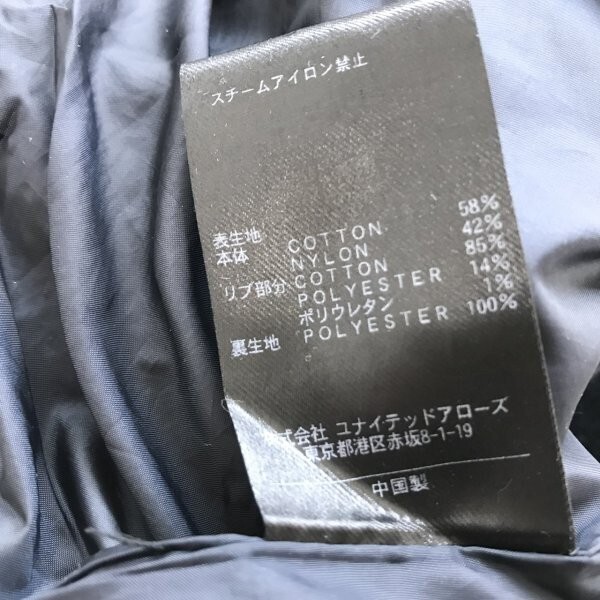 スチームアイロン禁止
表生地
本体 COTTON 58%
NYLON 42%
リブ部分 COTTON 85%
POLYESTER 14%
ポリウレタン 1%
裏生地 POLYESTER 100%
式会社 ユナイテッドアローズ
東京都港区赤坂8-1-19
中国製